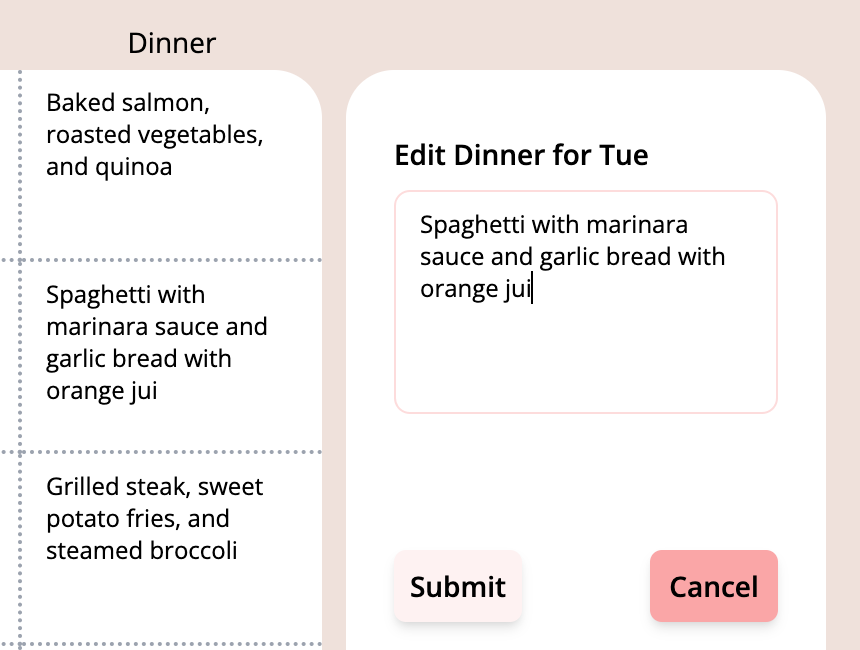 Dinner
Baked salmon,
roasted vegetables,
and quinoa
Spaghetti with
marinara sauce and
garlic bread with
orange jui
Grilled steak, sweet
potato fries, and
steamed broccoli
Edit Dinner for Tue
Spaghetti with marinara
sauce and garlic bread with
orange jui
Submit
Cancel